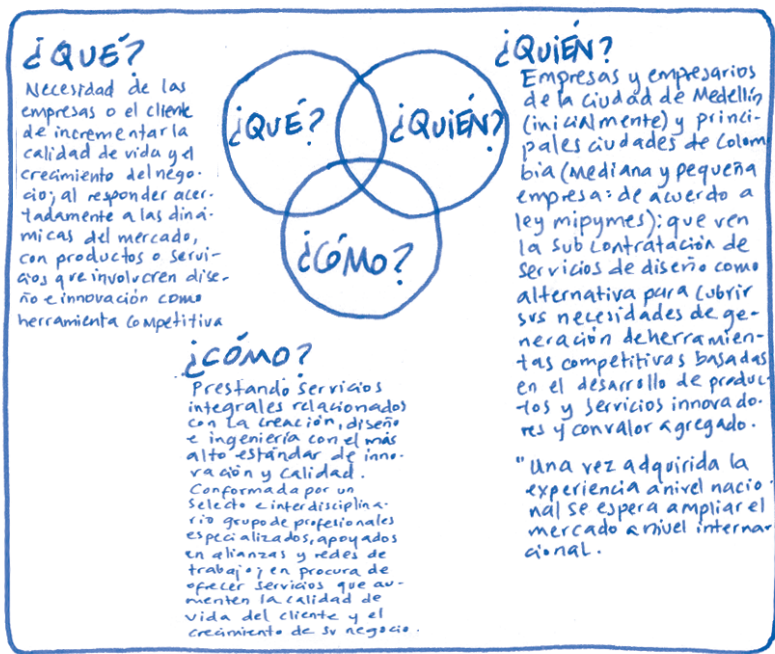 ¿QUÉ?
Necesidad de las
empresas o el cliente
de incrementar la
calidad de vida y el
crecimiento del nego-
cio; al responder acer-
tadamente a las diná-
micas del mercado,
con productos o servi-
cios que involucren dise-
ño e innovación como
herramienta competitiva
¿QUÉ?
¿QUIÉN?
¿CÓMO?
¿QUIÉN?
Empresas y empresarios
de la ciudad de Medellín
(inicialmente) y princi-
pales ciudades de Colom
bia (Mediana y pequeña
empresa: de acuerdo a
ley mipymes); que ven
la sub contratación de
servicios de diseño como
alternativa para cubrir
sus necesidades de ge-
neración de herramien-
tas competitivas basadas
en el desarrollo de produc-
tos y servicios innovado-
res y con valor agregado.
"Una vez adquirida la
experiencia a nivel nacio
nal se espera ampliar el
mercado a nivel internar
cional.
¿CÓMO?
Prestando servicios
integrales relacionados
con la creación, diseño
e ingeniería con el más
alto estándar de inno-
vación y calidad.
Conformada por un
selecto e interdisciplina-
rio grupo de profesionales
especializados, apoyados
en alianzas y redes de
trabajo; en procura de
ofrecer servicios que au-
menten la calidad de
vida del cliente y el
crecimiento de su negocio.